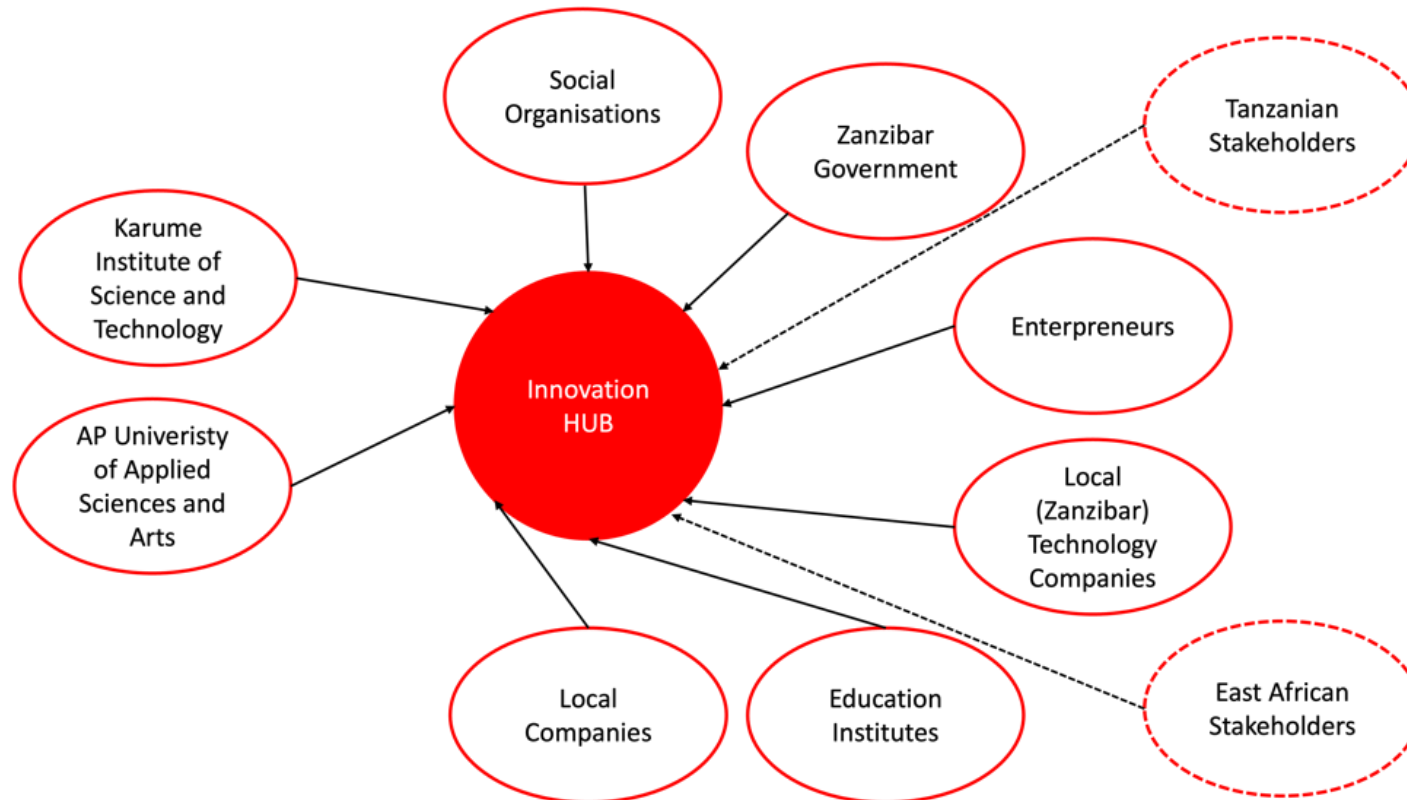 Social
Organisations
Zanzibar
Government
Tanzanian
Stakeholders
Karume
Institute of
Science and
Technology
Enterpreneurs
Innovation
HUB
AP Univeristy
of Applied
Sciences and
Arts
Local
(Zanzibar)
Technology
Companies
Local
Companies
Education
Institutes
East African
Stakeholders